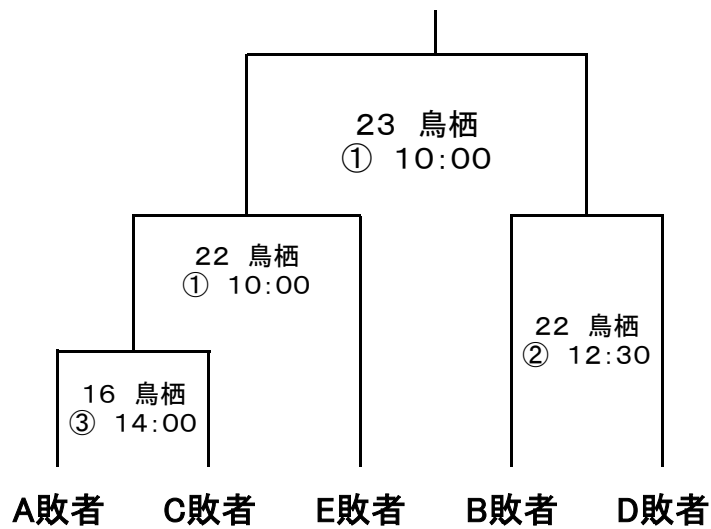 23 鳥栖
① 10:00
22 鳥栖
① 10:00
22 鳥栖
② 12:30
16 鳥栖
③ 14:00
A敗者 C敗者 E敗者 B敗者 D敗者